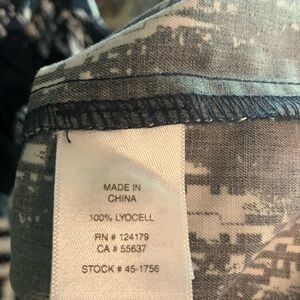 MADE IN
CHINA
100% LYOCELL
RN # 124179
CA # 55637
STOCK # 45-1756